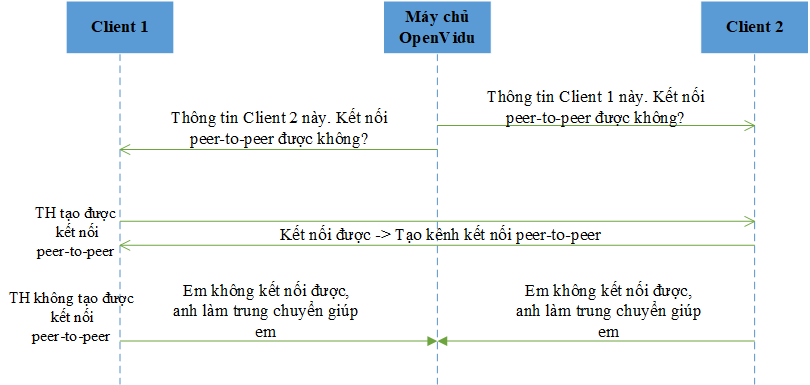 Client 1
Máy chủ
OpenVidu
Client 2
Thông tin Client 1 này. Kết nối
peer-to-peer được không?
Thông tin Client 2 này. Kết nối
peer-to-peer được không?
TH tạo được
kết nối
peer-to-peer
Kết nối được -> Tạo kênh kết nối peer-to-peer
TH không tạo được
kết nối
peer-to-peer
Em không kết nối được,
anh làm trung chuyển giúp
em
Em không kết nối được,
anh làm trung chuyển giúp
em